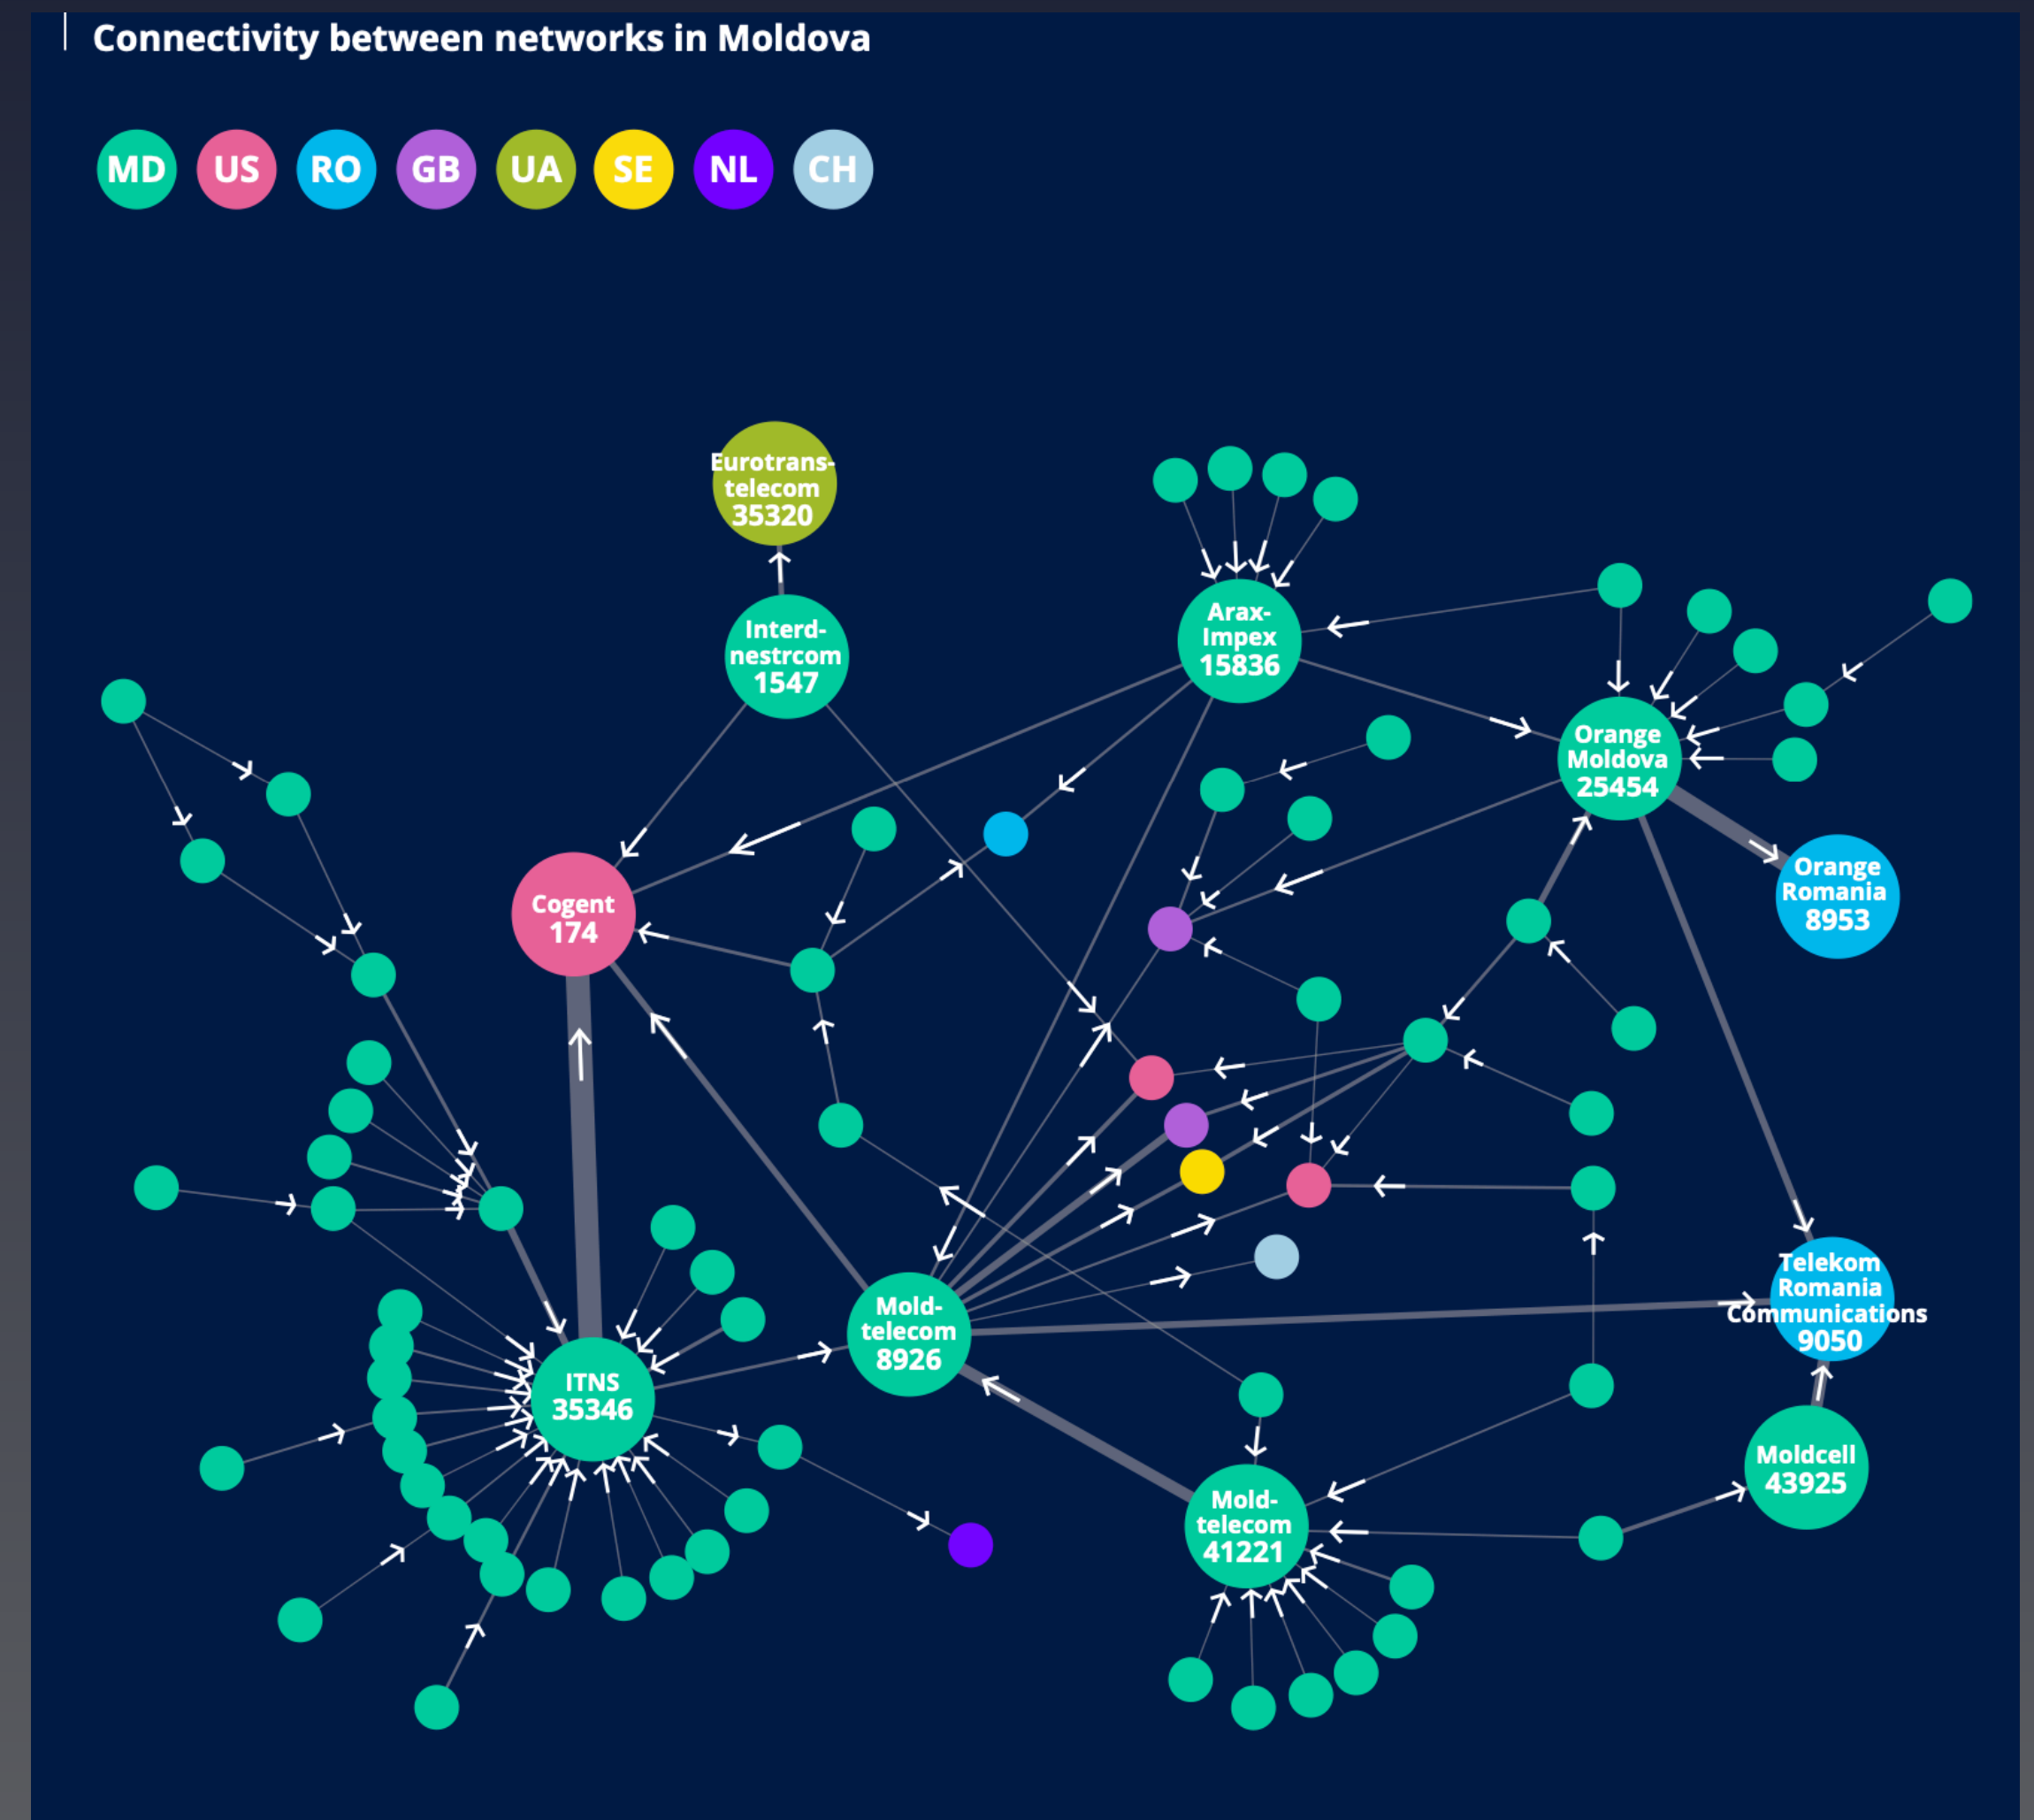 Connectivity between networks in Moldova
MD US RO GB UA SE NL CH
Eurotrans-
telecom
35320
Interd-
nestrcom
1547
Arax-
Impex
15836
Orange
Moldova
25454
Orange
Romania
8953
Cogent
174
Telekom
Romania
Communications
9050
Mold-
telecom
8926
ITNS
35346
Moldcell
43925
Mold-
telecom
41221